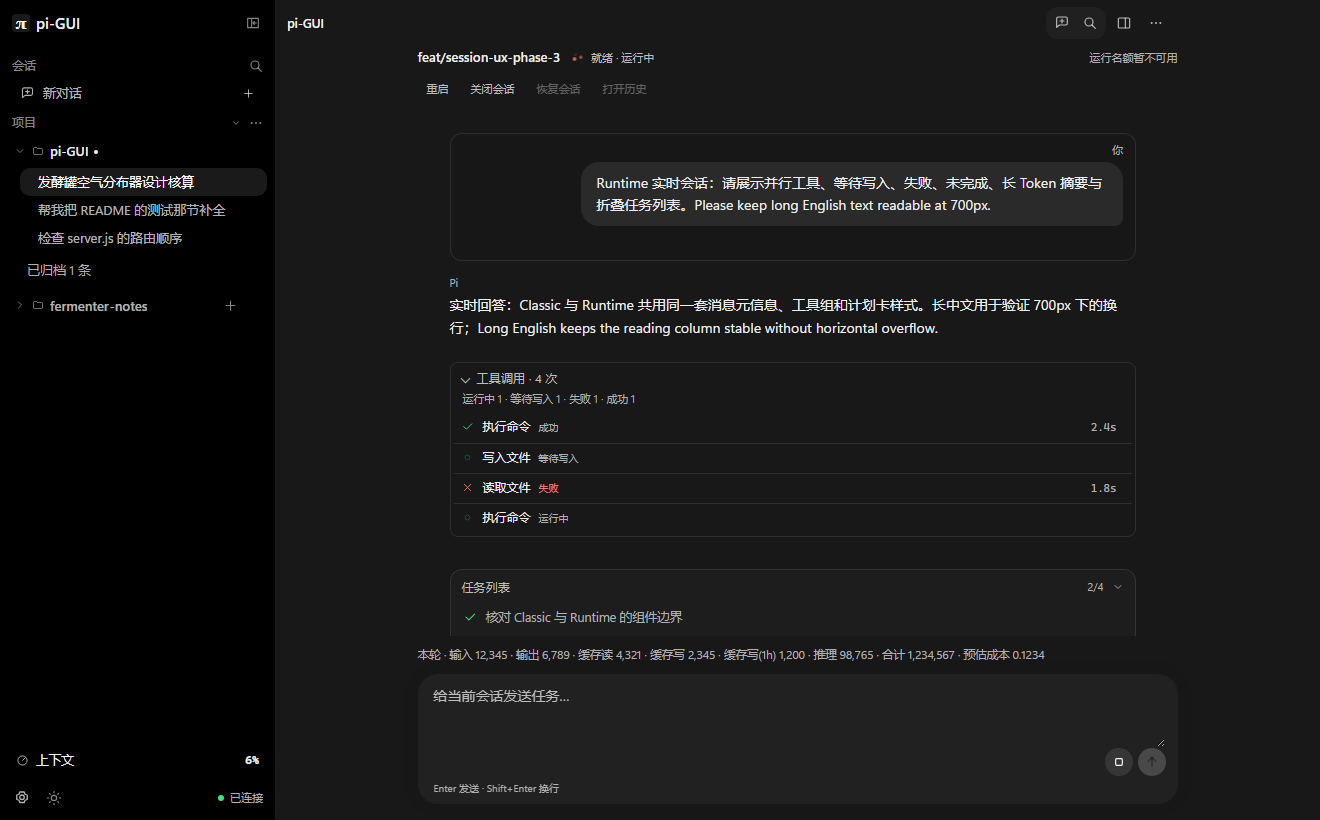 π pi-GUI
会话
新对话
项目
pi-GUI
发酵罐空气分布器设计核算
帮我把 README 的测试那节补全
检查 server.js 的路由顺序
已归档 1 条
fermenter-notes
上下文 6%
已连接
pi-GUI
feat/session-ux-phase-3 就绪 · 运行中 运行名额暂不可用
重启 关闭会话 恢复会话 打开历史
你
Runtime 实时会话：请展示并行工具、等待写入、失败、未完成、长 Token 摘要与
折叠任务列表。Please keep long English text readable at 700px.
Pi
实时回答：Classic 与 Runtime 共用同一套消息元信息、工具组和计划卡样式。长中文用于验证 700px 下的换
行；Long English keeps the reading column stable without horizontal overflow.
工具调用 · 4 次
运行中 1 · 等待写入 1 · 失败 1 · 成功 1
执行命令 成功 2.4s
写入文件 等待写入
读取文件 失败 1.8s
执行命令 运行中
任务列表 2/4
核对 Classic 与 Runtime 的组件边界
本轮 · 输入 12,345 · 输出 6,789 · 缓存读 4,321 · 缓存写 2,345 · 缓存写(1h) 1,200 · 推理 98,765 · 合计 1,234,567 · 预估成本 0.1234
给当前会话发送任务...
Enter 发送 · Shift+Enter 换行